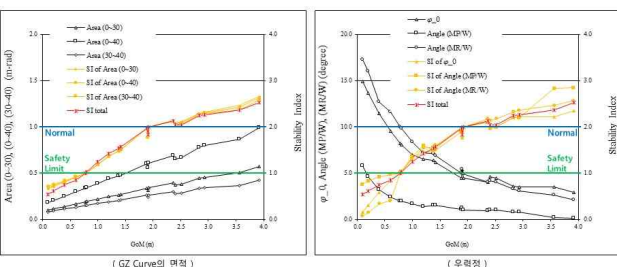 Area (0~30)
Area (0~40)
Area (30~40)
SI of Area (0~30)
SI of Area (0~40)
SI of Area (30~40)
SI total
Area (0~30), (0~40), (30~40) (m-rad)
2.0
1.5
1.0
0.5
0.0
4.0
3.0
2.0
1.0
0.0
Stability Index
Normal
Safety
Limit
0.0 0.5 1.0 1.5 2.0 2.5 3.0 3.5 4.0
GoM (m)
( GZ Curve의 면적 )
φ_0
Angle (MP/W)
Angle (MR/W)
SI of φ_0
SI of Angle (MP/W)
SI of Angle (MR/W)
SI total
φ_0, Angle (MP/W), (MR/W) (degree)
20.0
15.0
10.0
5.0
0.0
4.0
3.0
2.0
1.0
0.0
Stability Index
Normal
Safety
Limit
0.0 0.5 1.0 1.5 2.0 2.5 3.0 3.5 4.0
GoM (m)
( 우력정 )